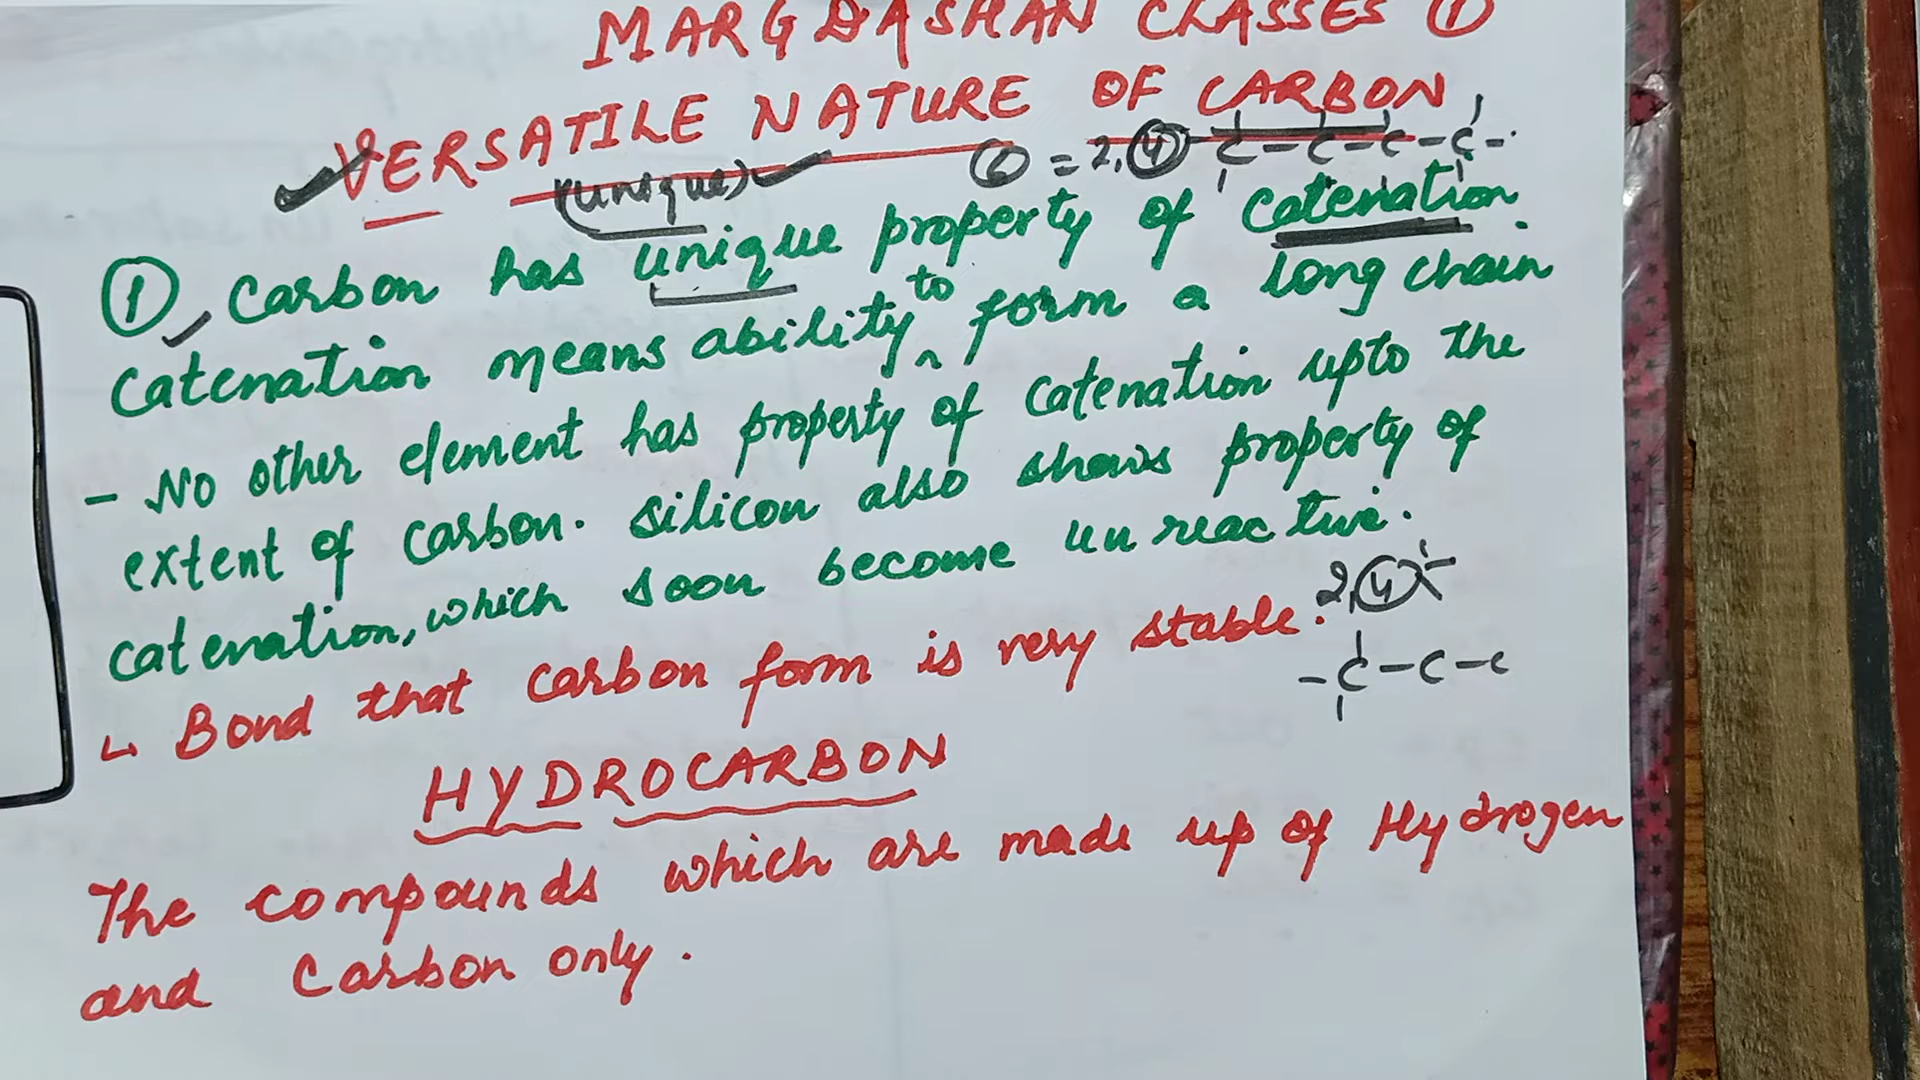 MARGDASHAN CLASSES ①
VERSATILE NATURE OF CARBON
(unique) ⑥ = 2,④ - C - C - C - C -
① Carbon has unique property of catenation.
Catenation means ability to form a long chain
- No other element has property of catenation upto the
extent of carbon. silicon also shows property of
catenation, which soon become unreactive.
2,④
↳ Bond that carbon form is very stable.
- C - C - C
HYDROCARBON
The compounds which are made up of Hydrogen
and Carbon only.